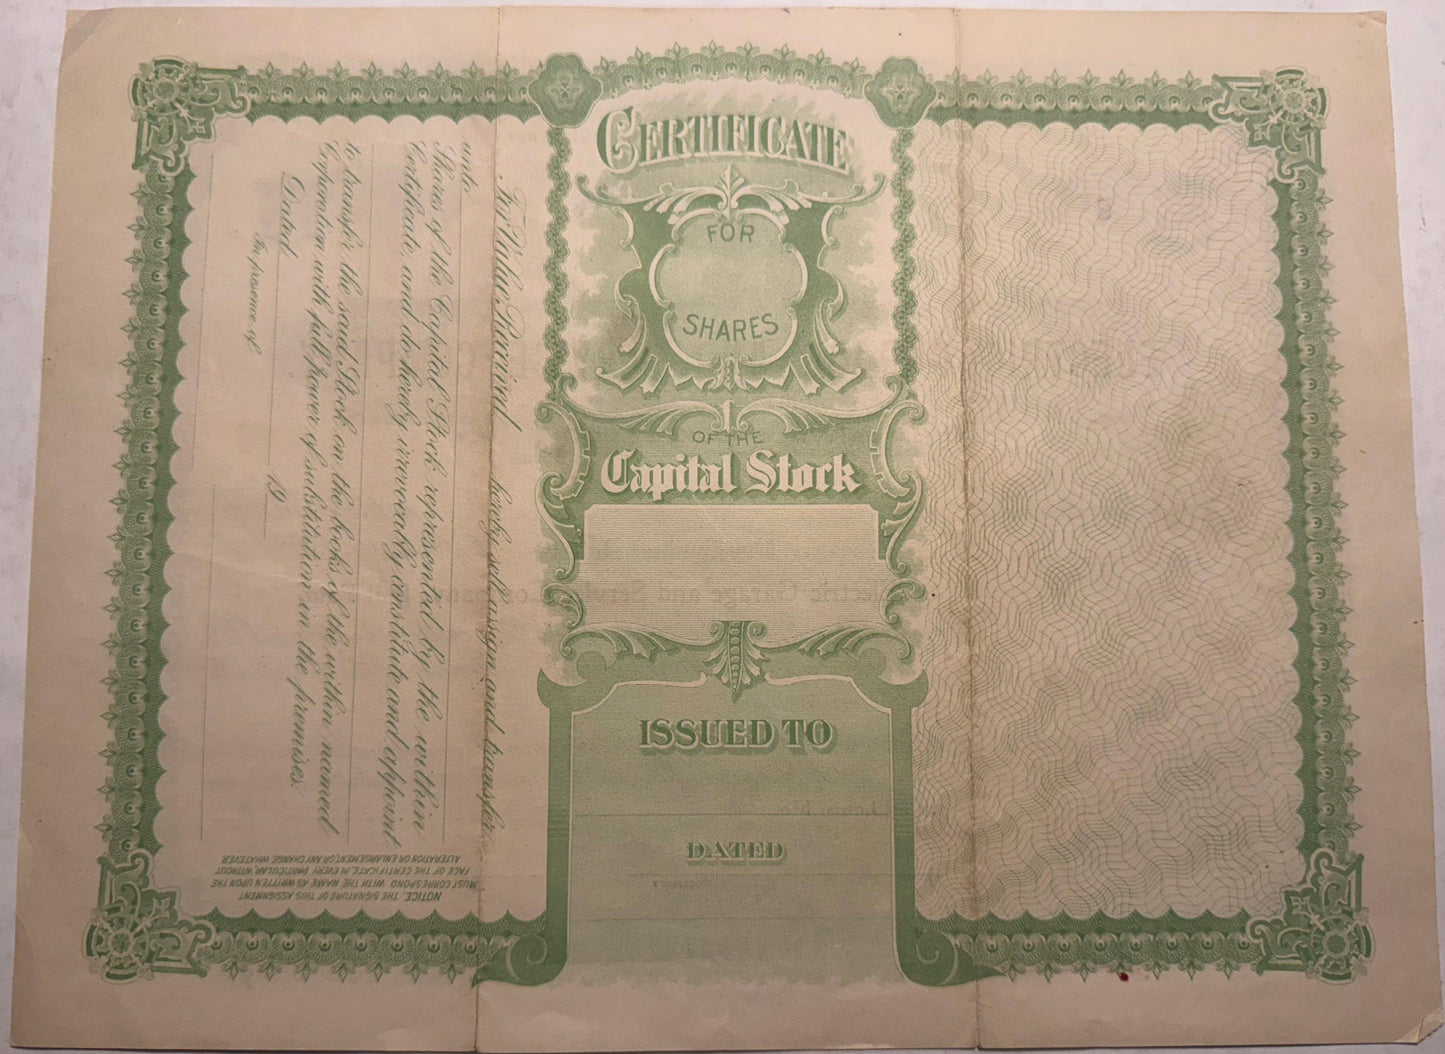 CERTIFICATE
FOR
SHARES
OF THE
Capital Stock
ISSUED TO
DATED
For Value Received hereby sell, assign and transfer
unto
Shares of the Capital Stock represented by the within
Certificate, and do hereby irrevocably constitute and appoint
to transfer the said Stock on the books of the within named
Corporation with full power of substitution in the premises.
Dated 19
In presence of
NOTICE. THE SIGNATURE OF THIS ASSIGNMENT
MUST CORRESPOND WITH THE NAME AS WRITTEN UPON THE
FACE OF THE CERTIFICATE IN EVERY PARTICULAR, WITHOUT
ALTERATION OR ENLARGEMENT, OR ANY CHANGE WHATEVER.